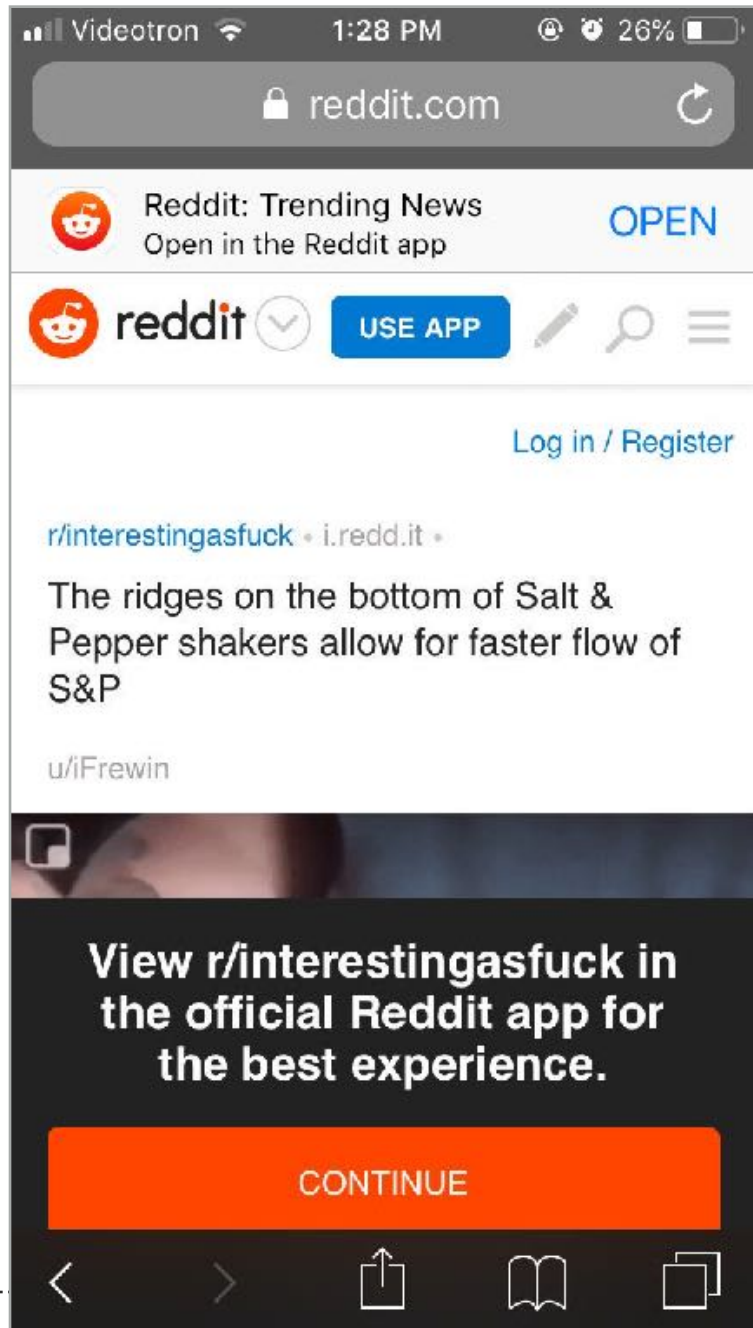 Videotron 1:28 PM 26%
reddit.com
Reddit: Trending News
Open in the Reddit app
OPEN
reddit USE APP
Log in / Register
r/interestingasfuck • i.redd.it •
The ridges on the bottom of Salt &
Pepper shakers allow for faster flow of
S&P
u/iFrewin
View r/interestingasfuck in
the official Reddit app for
the best experience.
CONTINUE